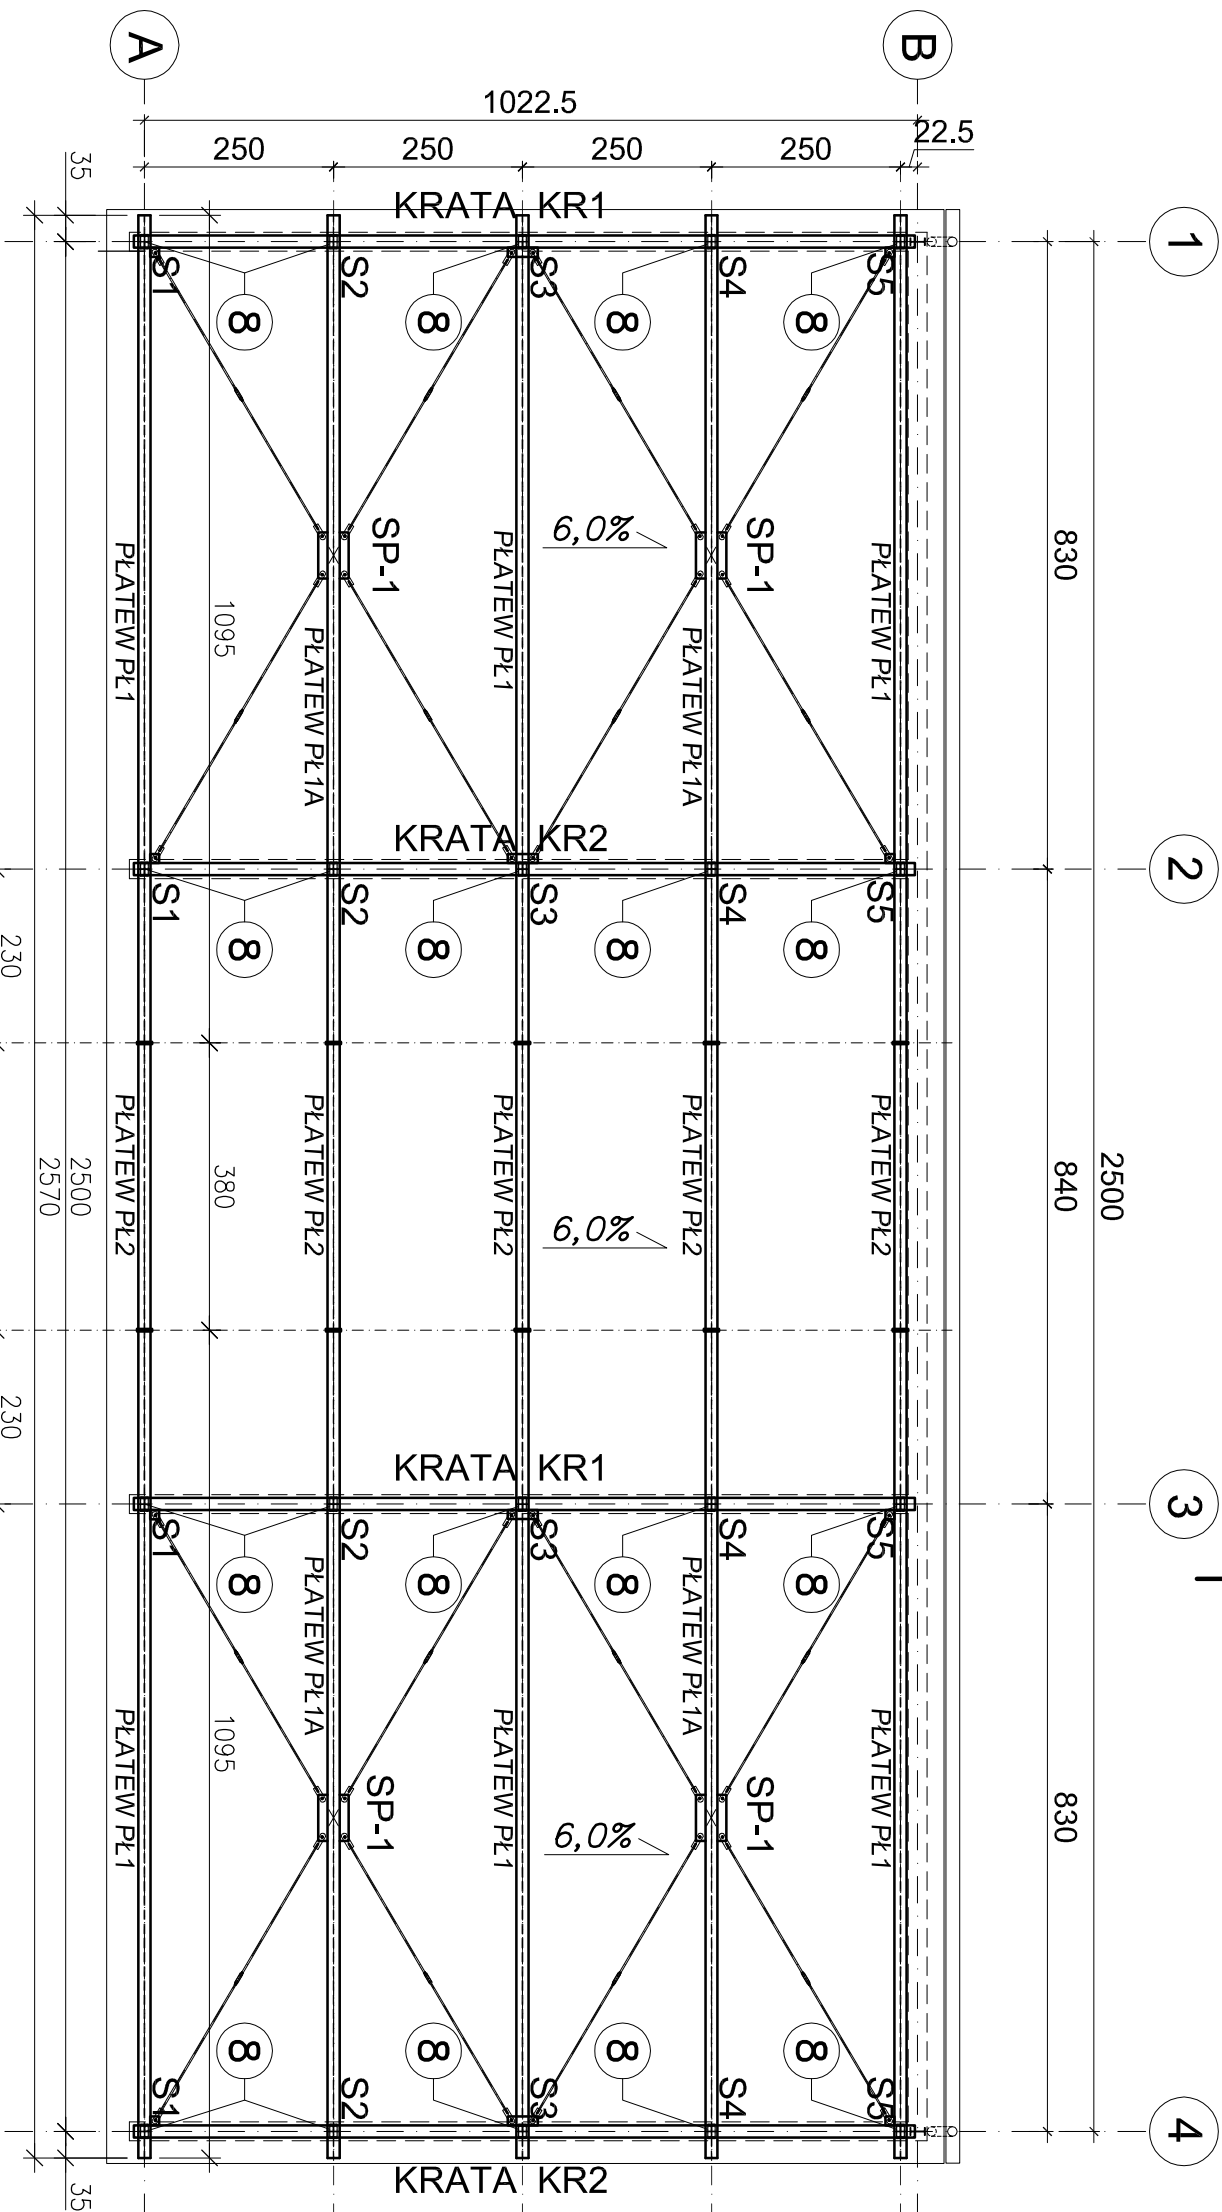 A
B
1022.5
250
250
250
250
22.5
35
KRATA KR1
1
S1
S2
S3
S4
S5
8
8
8
8
830
SP-1
SP-1
6,0%
PŁATEW PŁ1
PŁATEW PŁ1A
PŁATEW PŁ1
PŁATEW PŁ1A
PŁATEW PŁ1
1095
KRATA KR2
2
S1
S2
S3
S4
S5
8
8
8
8
230
PŁATEW PŁ2
PŁATEW PŁ2
PŁATEW PŁ2
PŁATEW PŁ2
PŁATEW PŁ2
380
6,0%
840
2500
2500
2570
230
KRATA KR1
3
I
S1
S2
S3
S4
S5
8
8
8
8
PŁATEW PŁ1
PŁATEW PŁ1A
PŁATEW PŁ1
PŁATEW PŁ1A
PŁATEW PŁ1
1095
SP-1
SP-1
6,0%
830
8
8
8
8
S1
S2
S3
S4
S5
4
KRATA KR2
35